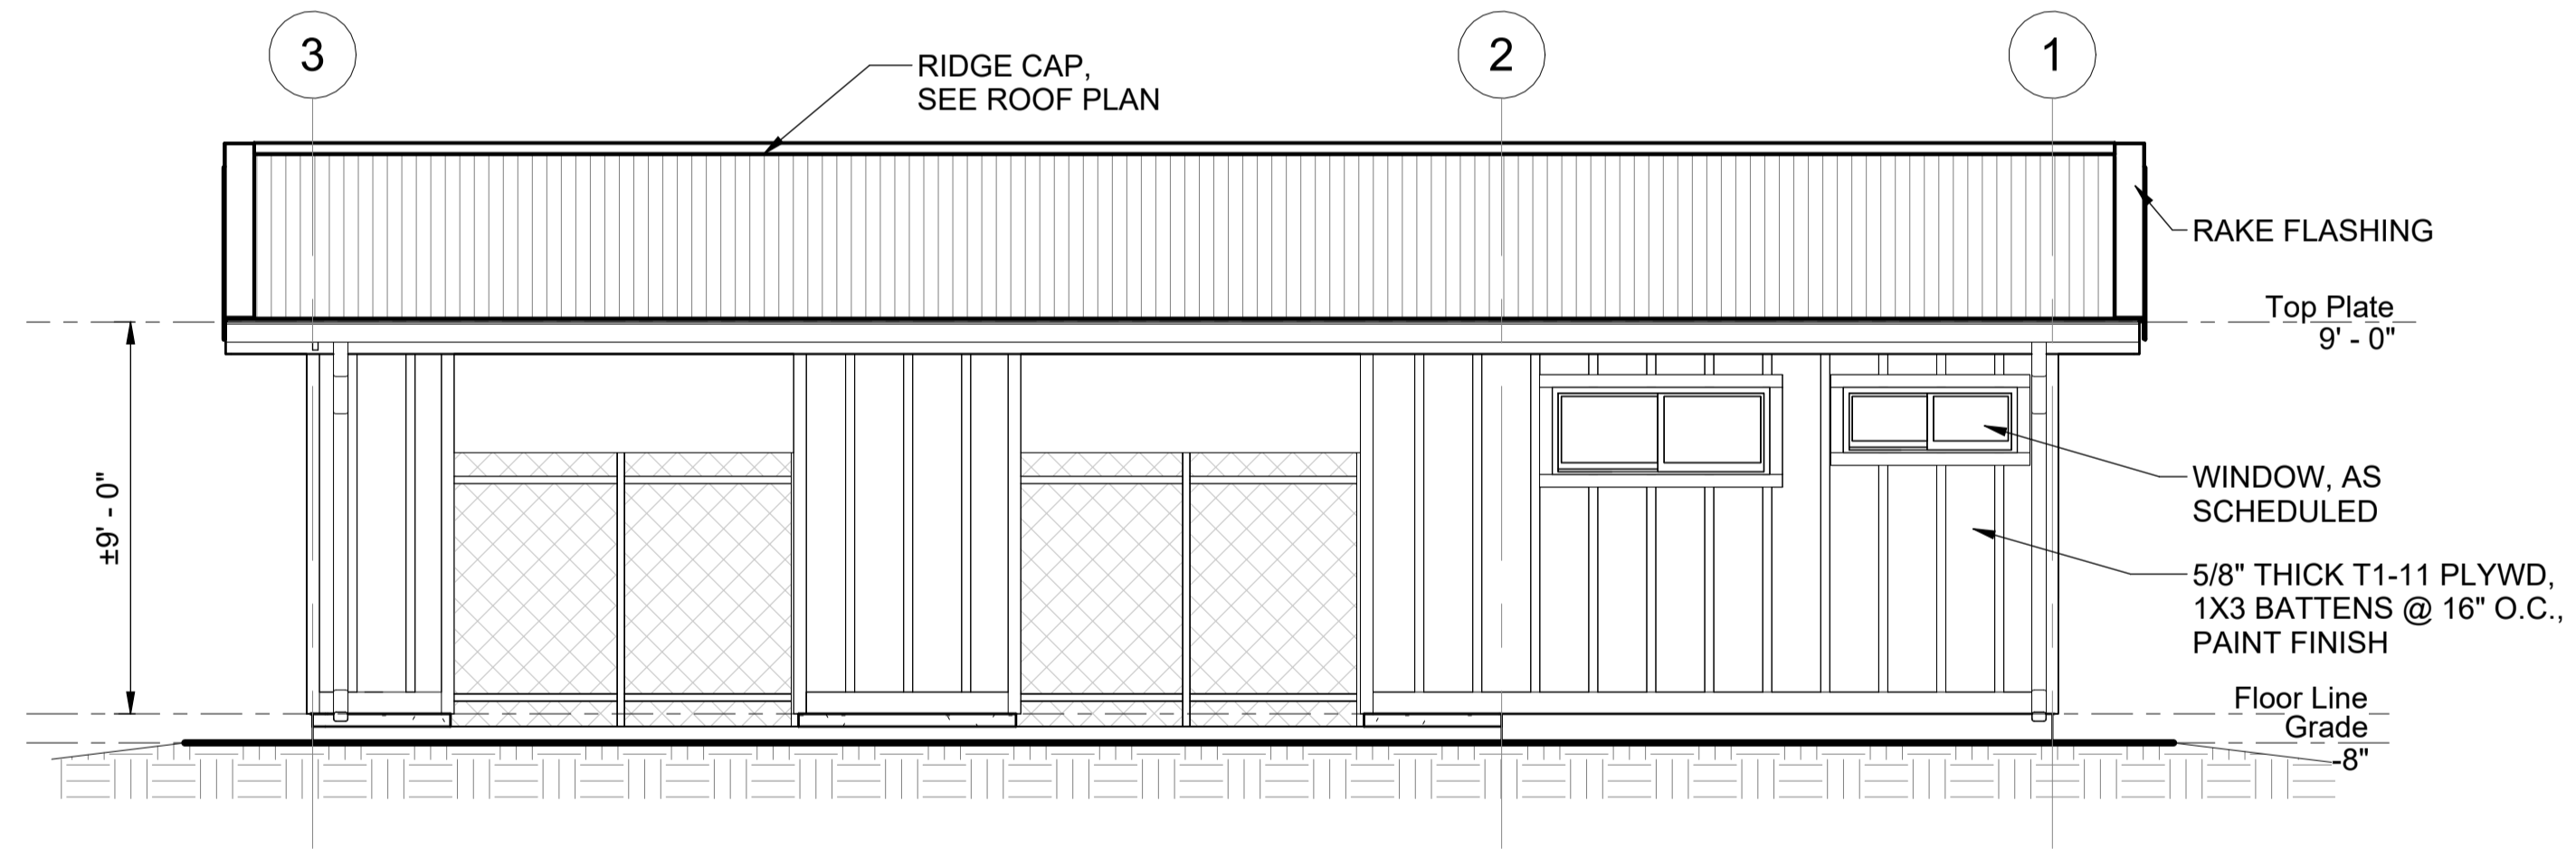 3
2
1
RIDGE CAP,
SEE ROOF PLAN
RAKE FLASHING
Top Plate
9' - 0"
±9' - 0"
WINDOW, AS
SCHEDULED
5/8" THICK T1-11 PLYWD,
1X3 BATTENS @ 16" O.C.,
PAINT FINISH
Floor Line
Grade
-8"